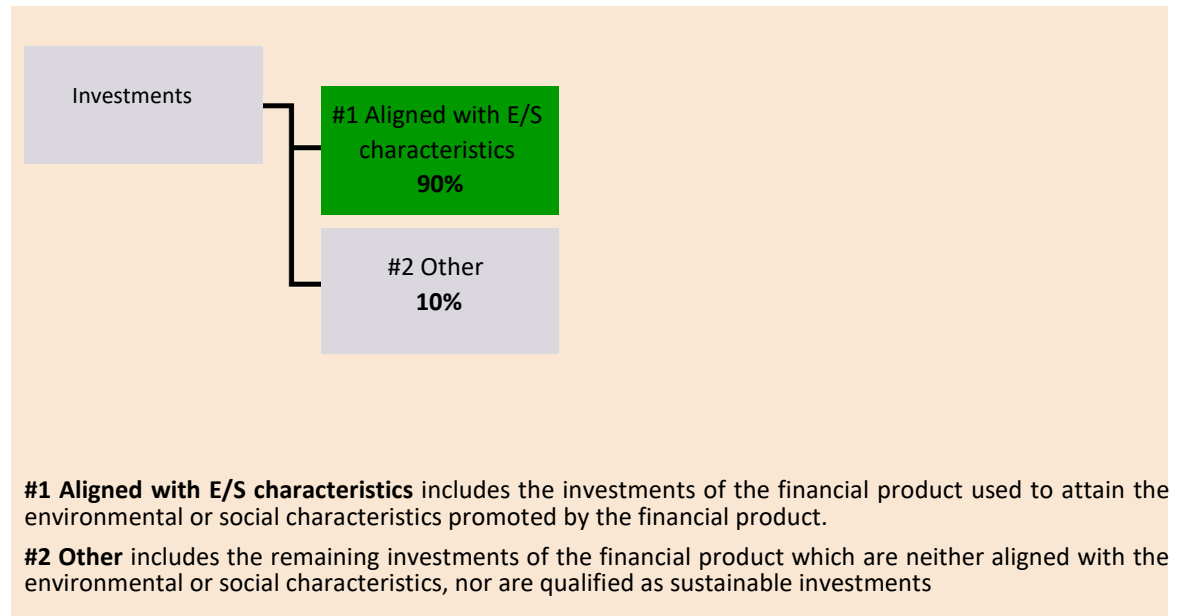 Investments
#1 Aligned with E/S
characteristics
90%
#2 Other
10%
#1 Aligned with E/S characteristics includes the investments of the financial product used to attain the
environmental or social characteristics promoted by the financial product.
#2 Other includes the remaining investments of the financial product which are neither aligned with the
environmental or social characteristics, nor are qualified as sustainable investments